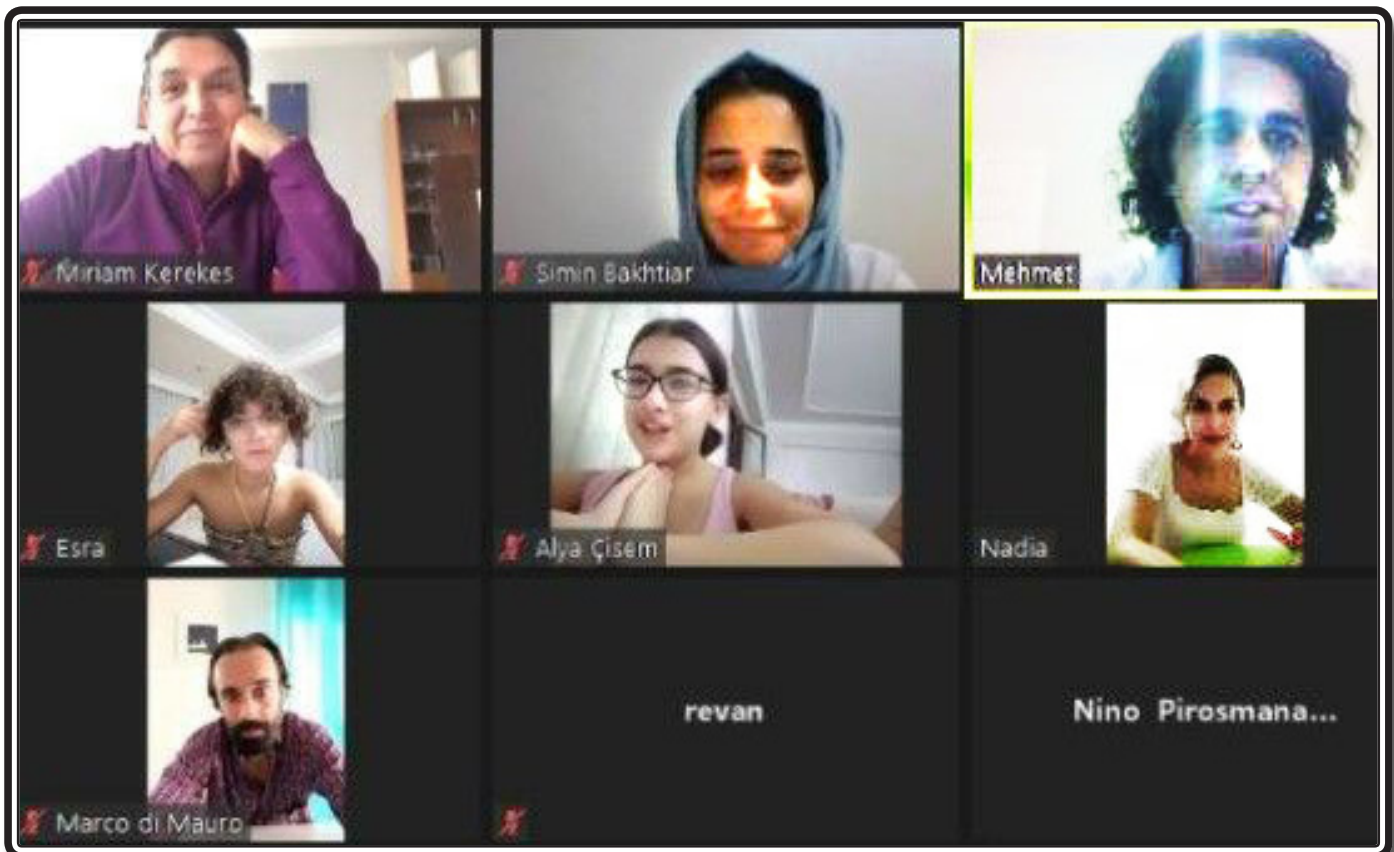 Miriam Kerekes
Simin Bakhtiar
Mehmet
Esra
Alya Çisem
Nadia
Marco di Mauro
revan
Nino Pirosmana...